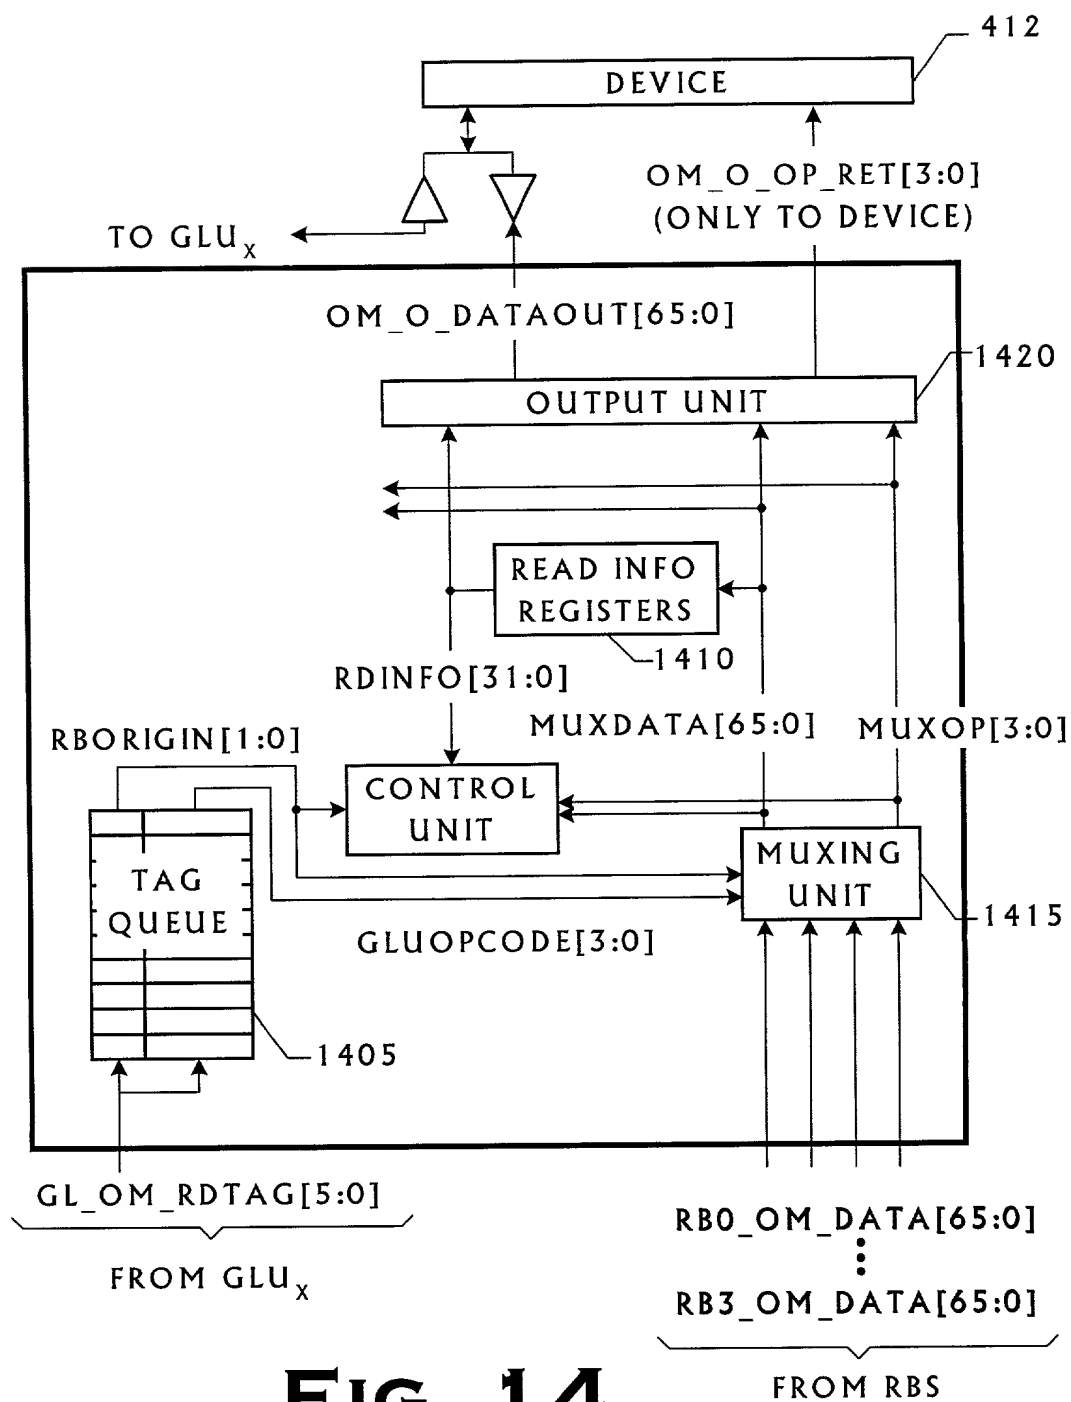 412
DEVICE
OM_O_OP_RET[3:0]
(ONLY TO DEVICE)
TO GLUX
OM_O_DATAOUT[65:0]
1420
OUTPUT UNIT
READ INFO
REGISTERS
1410
RDINFO[31:0]
MUXDATA[65:0]
MUXOP[3:0]
RBORIGIN[1:0]
CONTROL
UNIT
MUXING
UNIT
TAG
QUEUE
1415
GLUOPCODE[3:0]
1405
GL_OM_RDTAG[5:0]
FROM GLUX
RB0_OM_DATA[65:0]
RB3_OM_DATA[65:0]
FROM RBS
FIG. 14